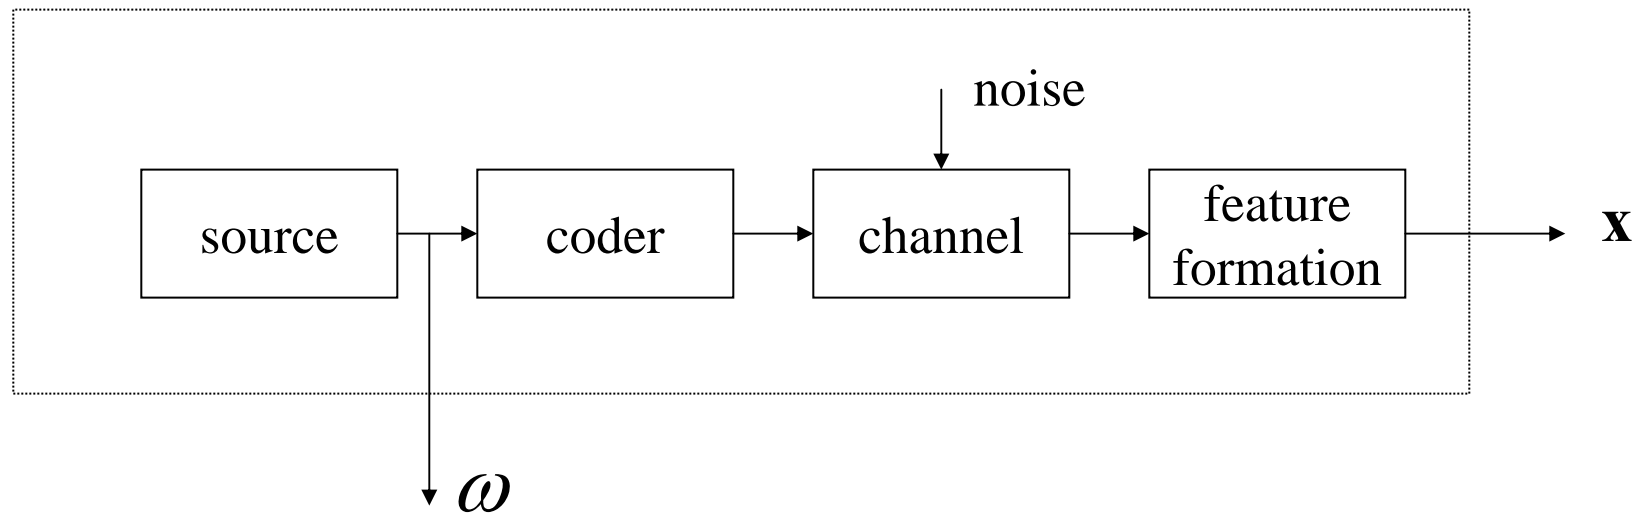 noise
source
coder
channel
feature
formation
x
ω